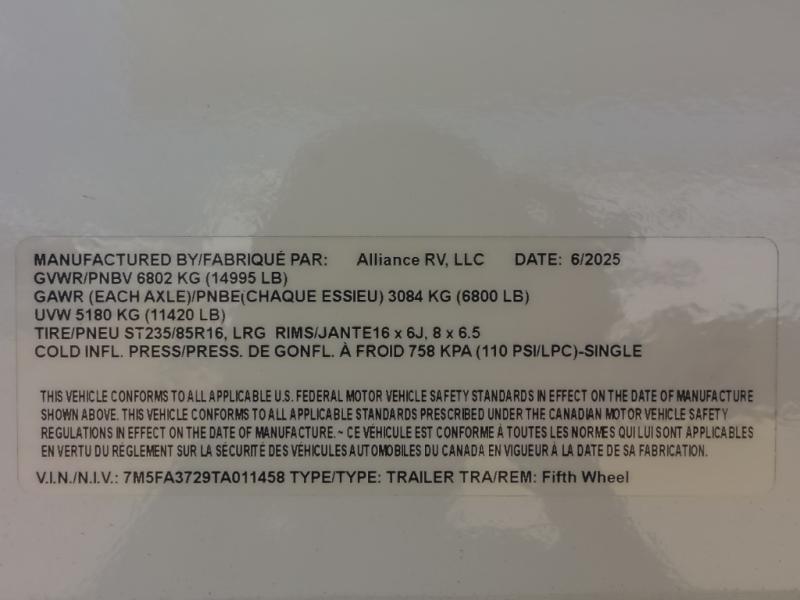 MANUFACTURED BY/FABRIQUÉ PAR: Alliance RV, LLC DATE: 6/2025
GVWR/PNBV 6802 KG (14995 LB)
GAWR (EACH AXLE)/PNBE(CHAQUE ESSIEU) 3084 KG (6800 LB)
UVW 5180 KG (11420 LB)
TIRE/PNEU ST235/85R16, LRG RIMS/JANTE16 x 6J, 8 x 6.5
COLD INFL. PRESS/PRESS. DE GONFL. À FROID 758 KPA (110 PSI/LPC)-SINGLE
THIS VEHICLE CONFORMS TO ALL APPLICABLE U.S. FEDERAL MOTOR VEHICLE SAFETY STANDARDS IN EFFECT ON THE DATE OF MANUFACTURE
SHOWN ABOVE. THIS VEHICLE CONFORMS TO ALL APPLICABLE STANDARDS PRESCRIBED UNDER THE CANADIAN MOTOR VEHICLE SAFETY
REGULATIONS IN EFFECT ON THE DATE OF MANUFACTURE. ~ CE VÉHICULE EST CONFORME À TOUTES LES NORMES QUI LUI SONT APPLICABLES
EN VERTU DU RÈGLEMENT SUR LA SÉCURITÉ DES VÉHICULES AUTOMOBILES DU CANADA EN VIGUEUR À LA DATE DE SA FABRICATION.
V.I.N./N.I.V.: 7M5FA3729TA011458 TYPE/TYPE: TRAILER TRA/REM: Fifth Wheel